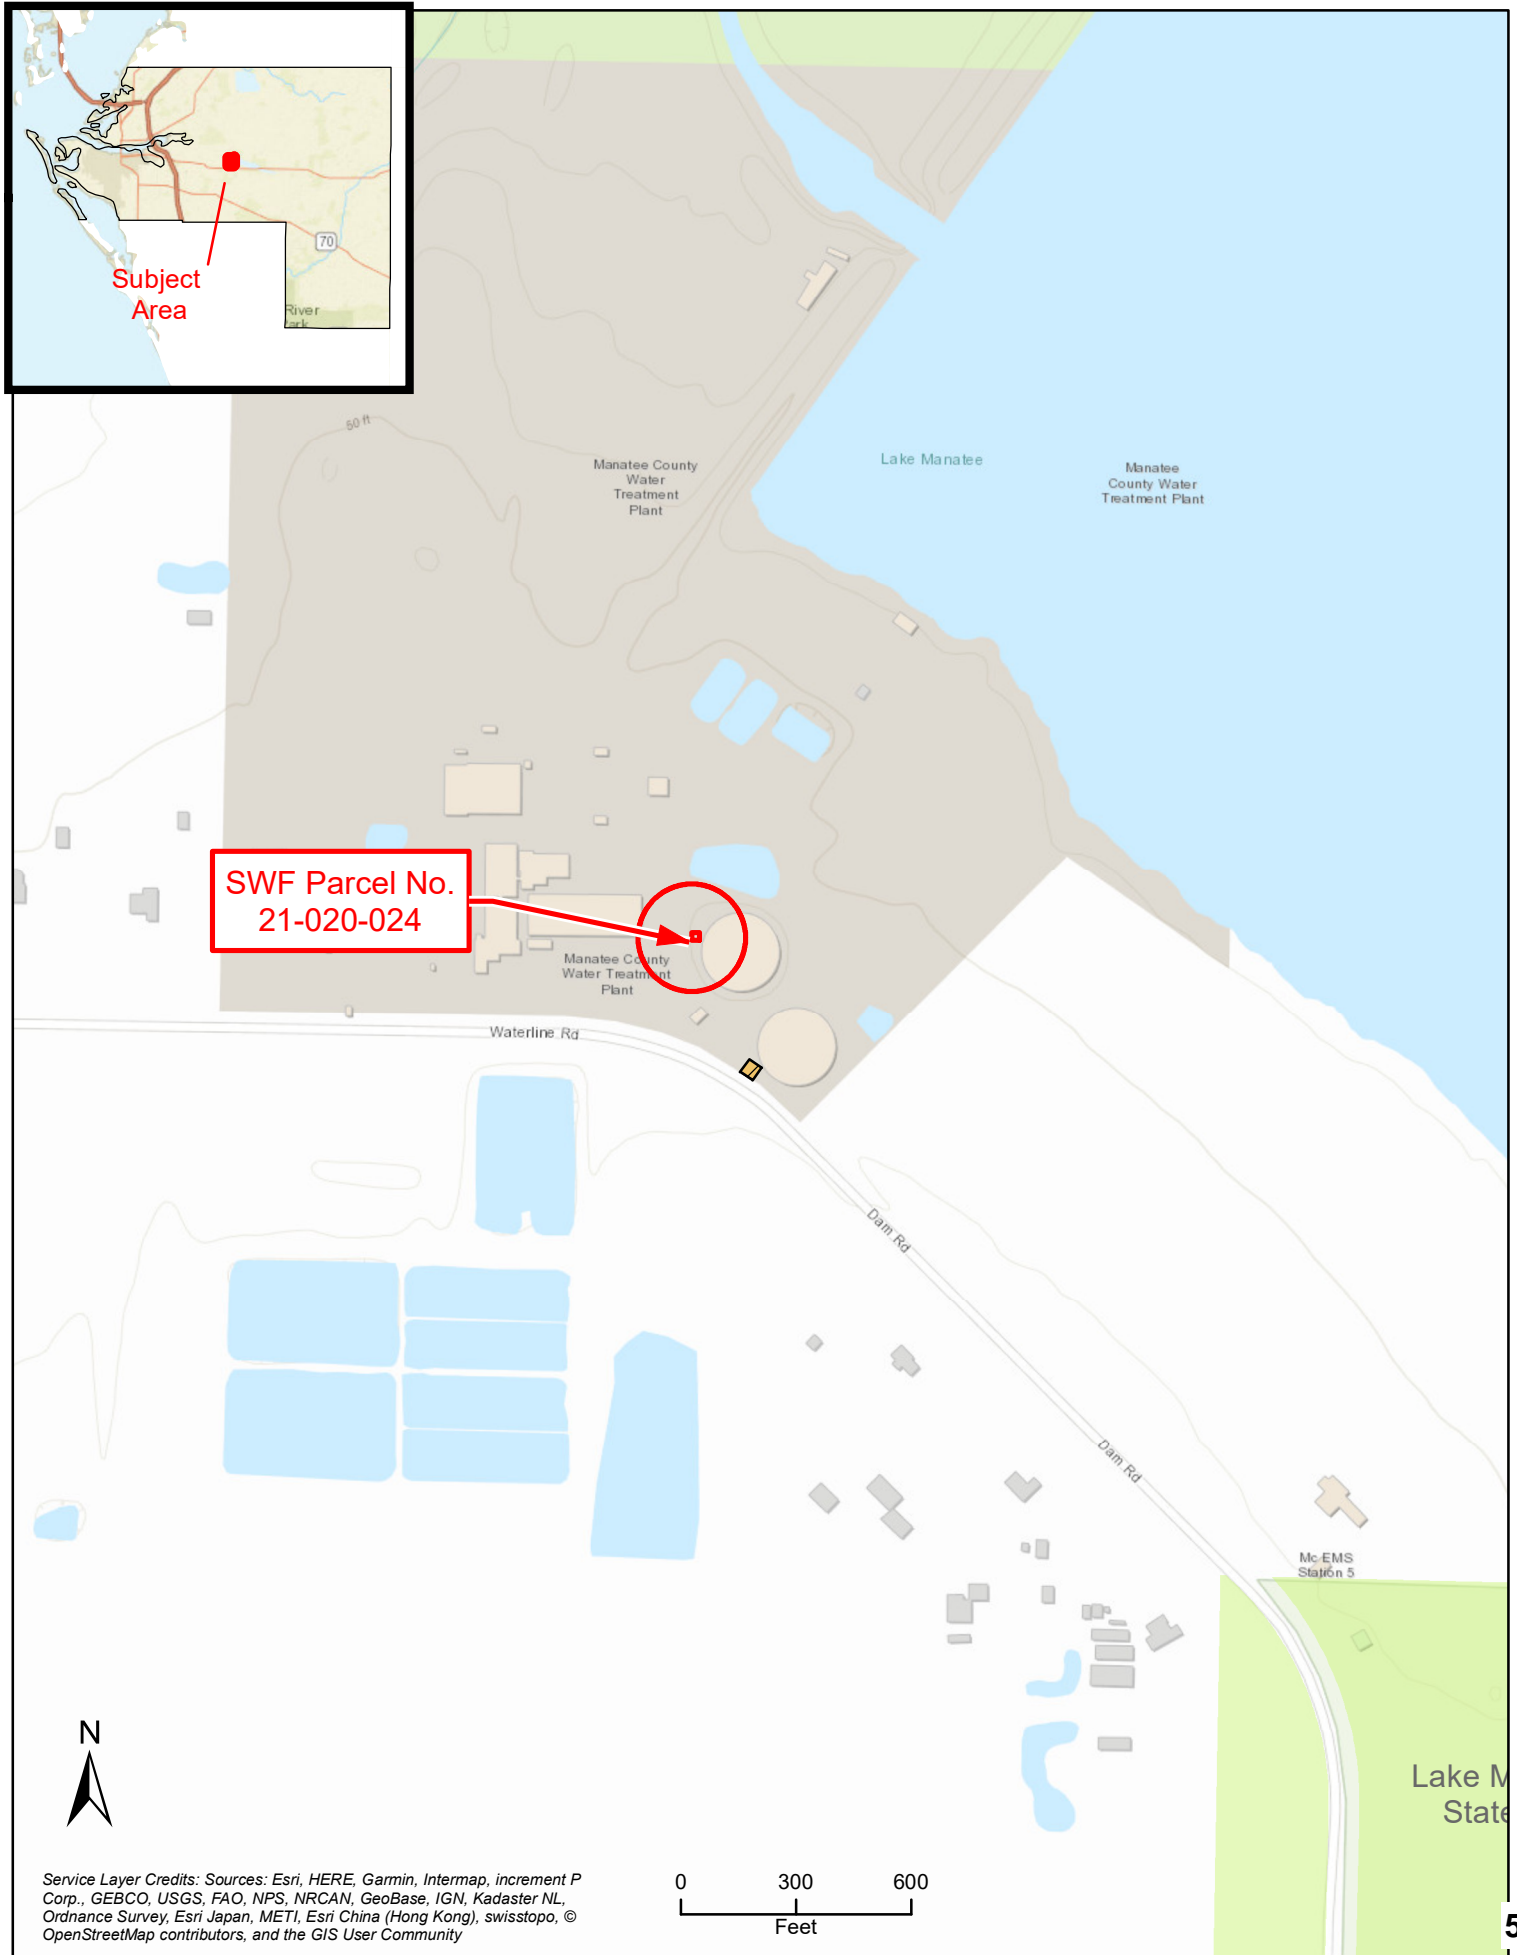 70
Subject
Area
River
Park
50 ft
Manatee County
Water
Treatment
Plant
Lake Manatee
Manatee
County Water
Treatment Plant
SWF Parcel No.
21-020-024
Manatee County
Water Treatment
Plant
Waterline Rd
Dam Rd
Dam Rd
Mc EMS
Station 5
Lake M
State
N
Service Layer Credits: Sources: Esri, HERE, Garmin, Intermap, increment P
Corp., GEBCO, USGS, FAO, NPS, NRCAN, GeoBase, IGN, Kadaster NL,
Ordnance Survey, Esri Japan, METI, Esri China (Hong Kong), swisstopo, ©
OpenStreetMap contributors, and the GIS User Community
0 300 600
Feet
5